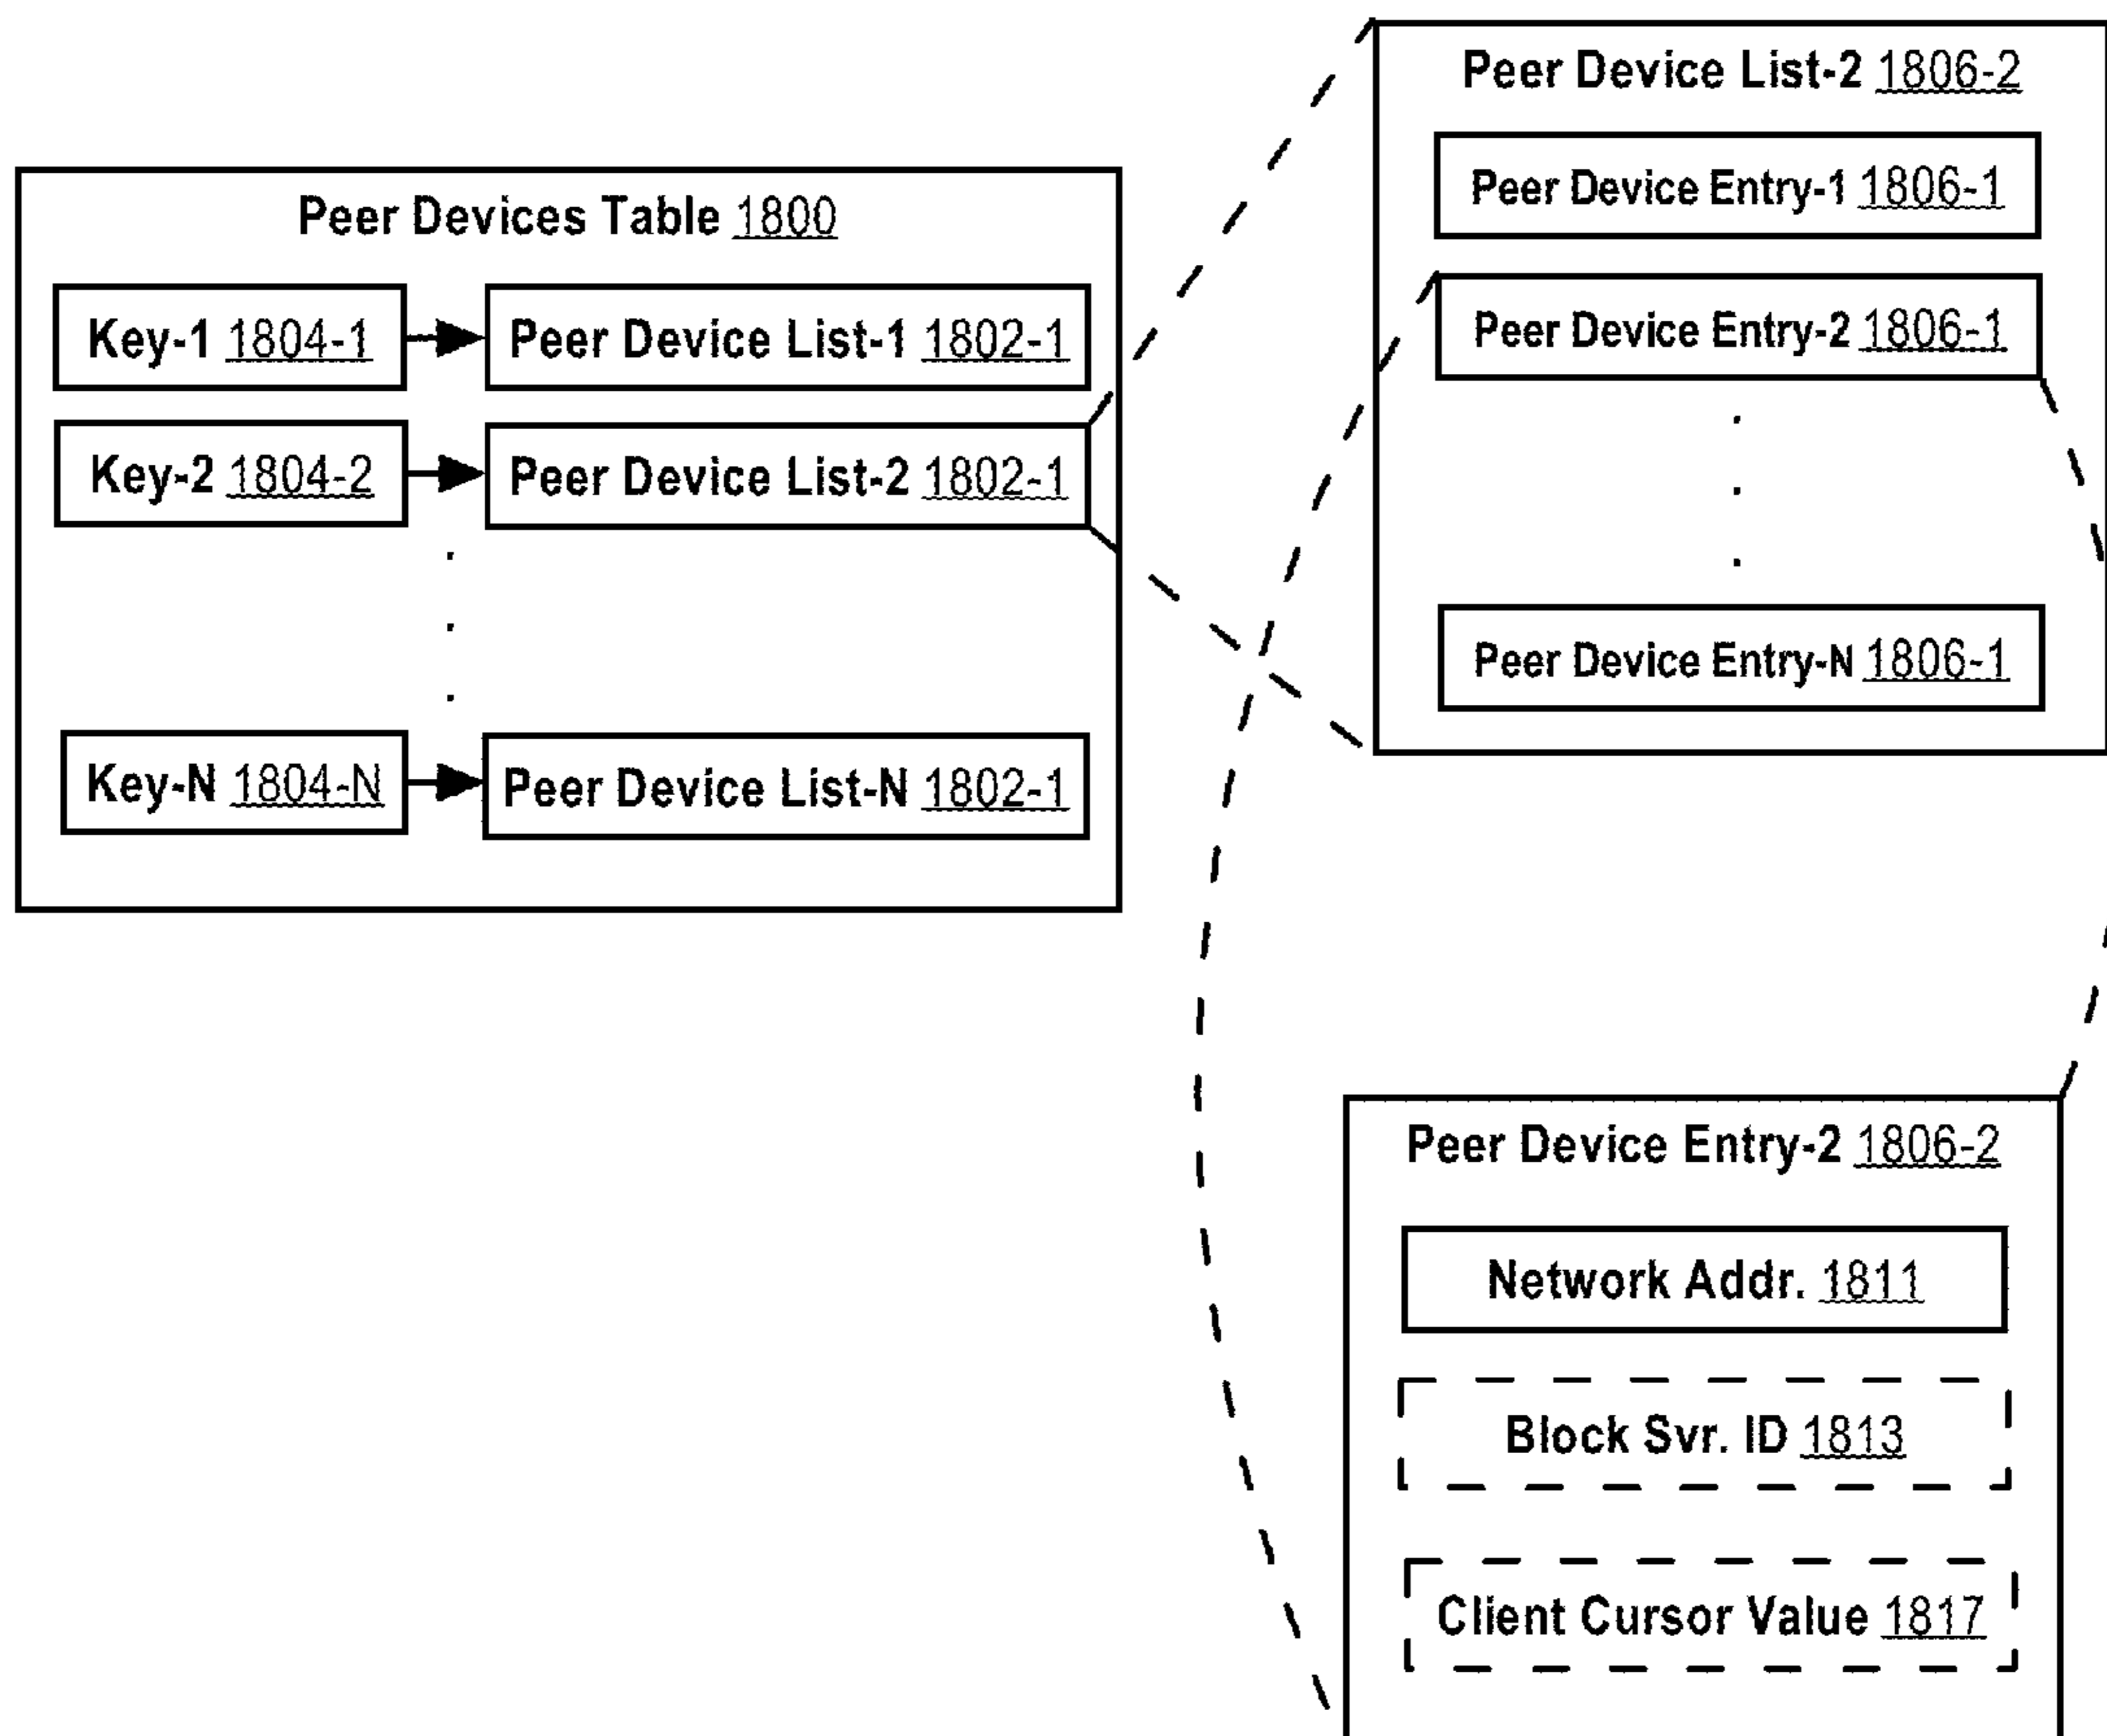 Peer Devices Table 1800
Key-1 1804-1
Peer Device List-1 1802-1
Key-2 1804-2
Peer Device List-2 1802-1
Key-N 1804-N
Peer Device List-N 1802-1
Peer Device List-2 1806-2
Peer Device Entry-1 1806-1
Peer Device Entry-2 1806-1
Peer Device Entry-N 1806-1
Peer Device Entry-2 1806-2
Network Addr. 1811
Block Svr. ID 1813
Client Cursor Value 1817